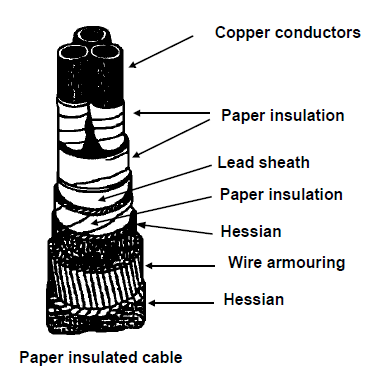 Copper conductors
Paper insulation
Lead sheath
Paper insulation
Hessian
Wire armouring
Hessian
Paper insulated cable